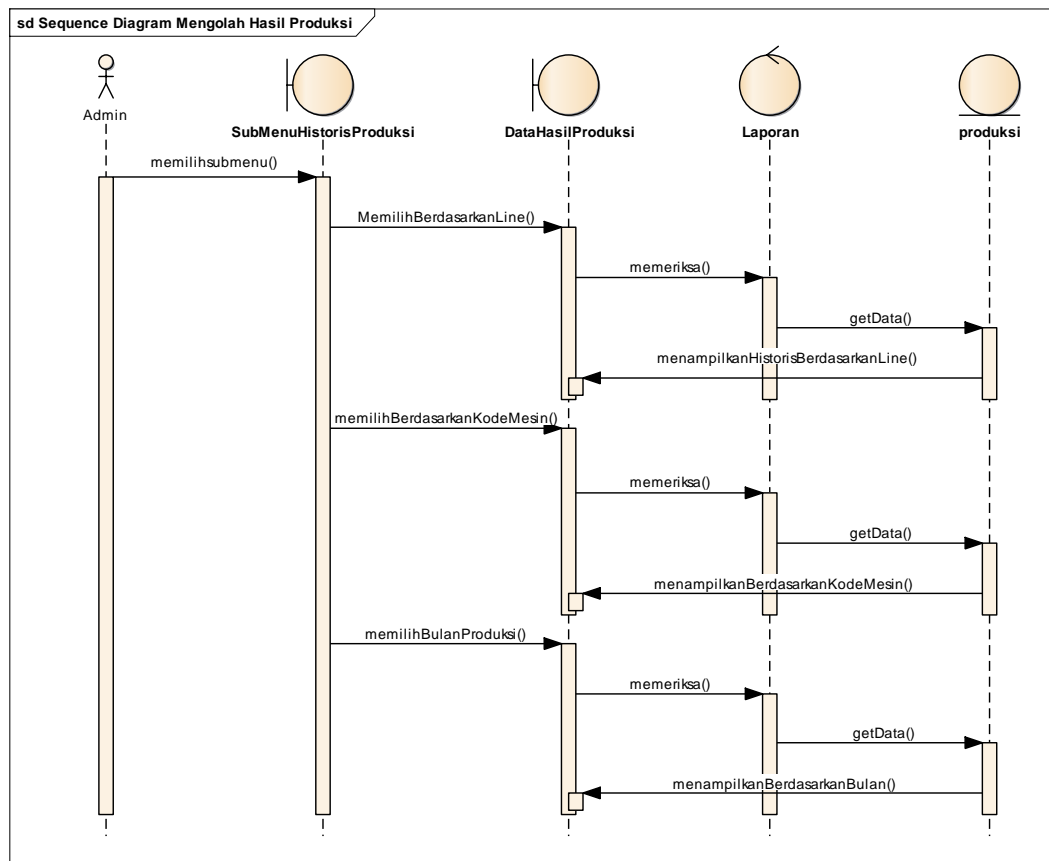 sd Sequence Diagram Mengolah Hasil Produksi
Admin
SubMenuHistorisProduksi
DataHasilProduksi
Laporan
produksi
memilihsubmenu()
MemilihBerdasarkanLine()
memeriksa()
getData()
menampilkanHistorisBerdasarkanLine()
memilihBerdasarkanKodeMesin()
memeriksa()
getData()
menampilkanBerdasarkanKodeMesin()
memilihBulanProduksi()
memeriksa()
getData()
menampilkanBerdasarkanBulan()